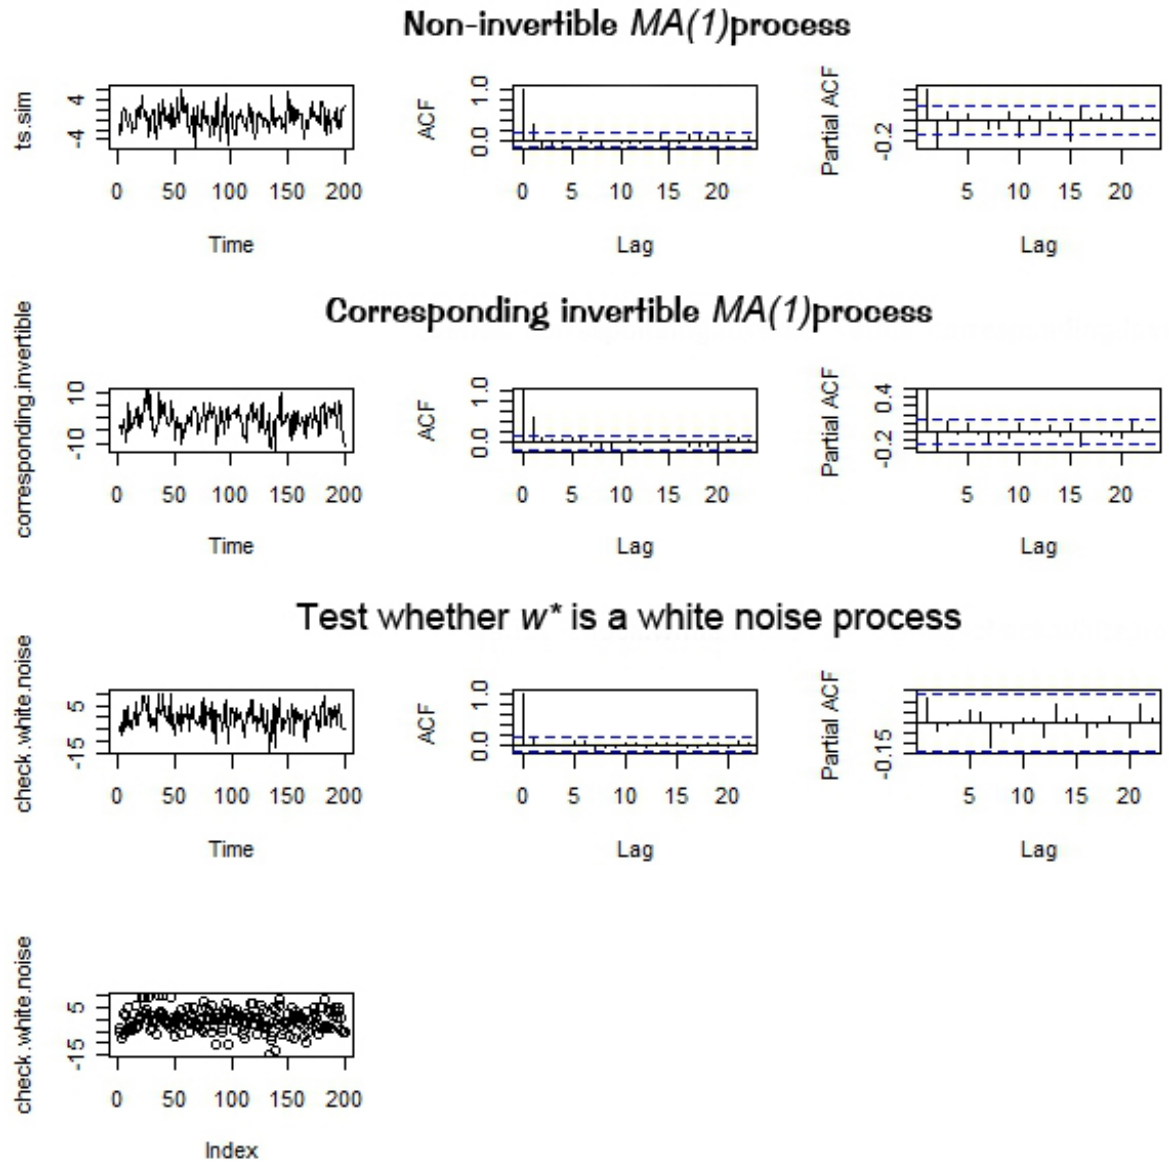 Non-invertible MA(1)process
ts.sim
4
-4
0 50 100 150 200
Time
ACF
1.0
0.0
0 5 10 15 20
Lag
Partial ACF
-0.2
5 10 15 20
Lag
Corresponding invertible MA(1)process
corresponding.invertible
10
-10
0 50 100 150 200
Time
ACF
1.0
0.0
0 5 10 15 20
Lag
Partial ACF
0.4
-0.2
5 10 15 20
Lag
Test whether w* is a white noise process
check.white.noise
5
-15
0 50 100 150 200
Time
ACF
1.0
0.0
0 5 10 15 20
Lag
Partial ACF
-0.15
5 10 15 20
Lag
check.white.noise
5
-15
0 50 100 150 200
Index